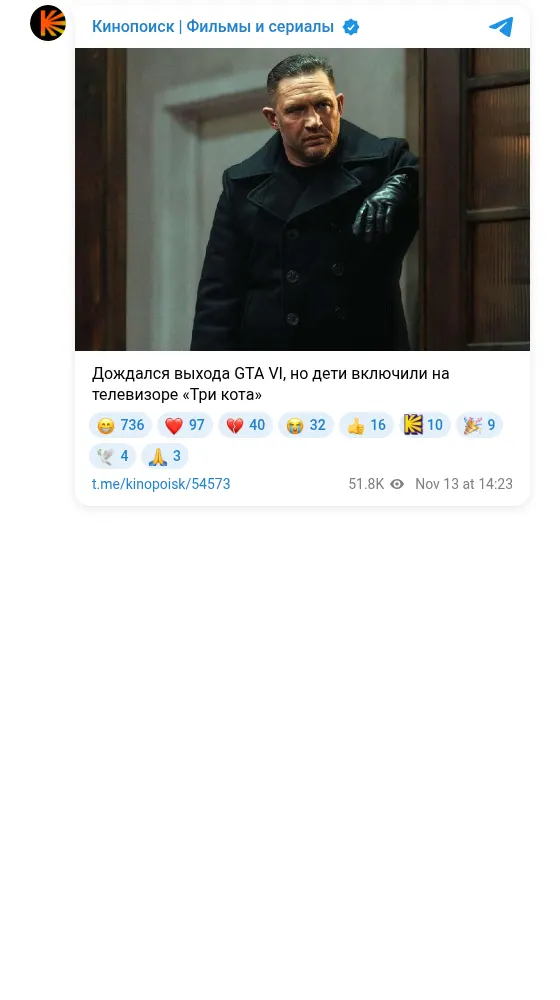 Кинопоиск | Фильмы и сериалы
Дождался выхода GTA VI, но дети включили на
телевизоре «Три кота»
😁 736 ❤️ 97 💔 40 😭 32 👍 16 10 🎉 9
🕊 4 🙏 3
t.me/kinopoisk/54573 51.8K Nov 13 at 14:23